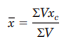 x̄ = ΣVx_c / ΣV